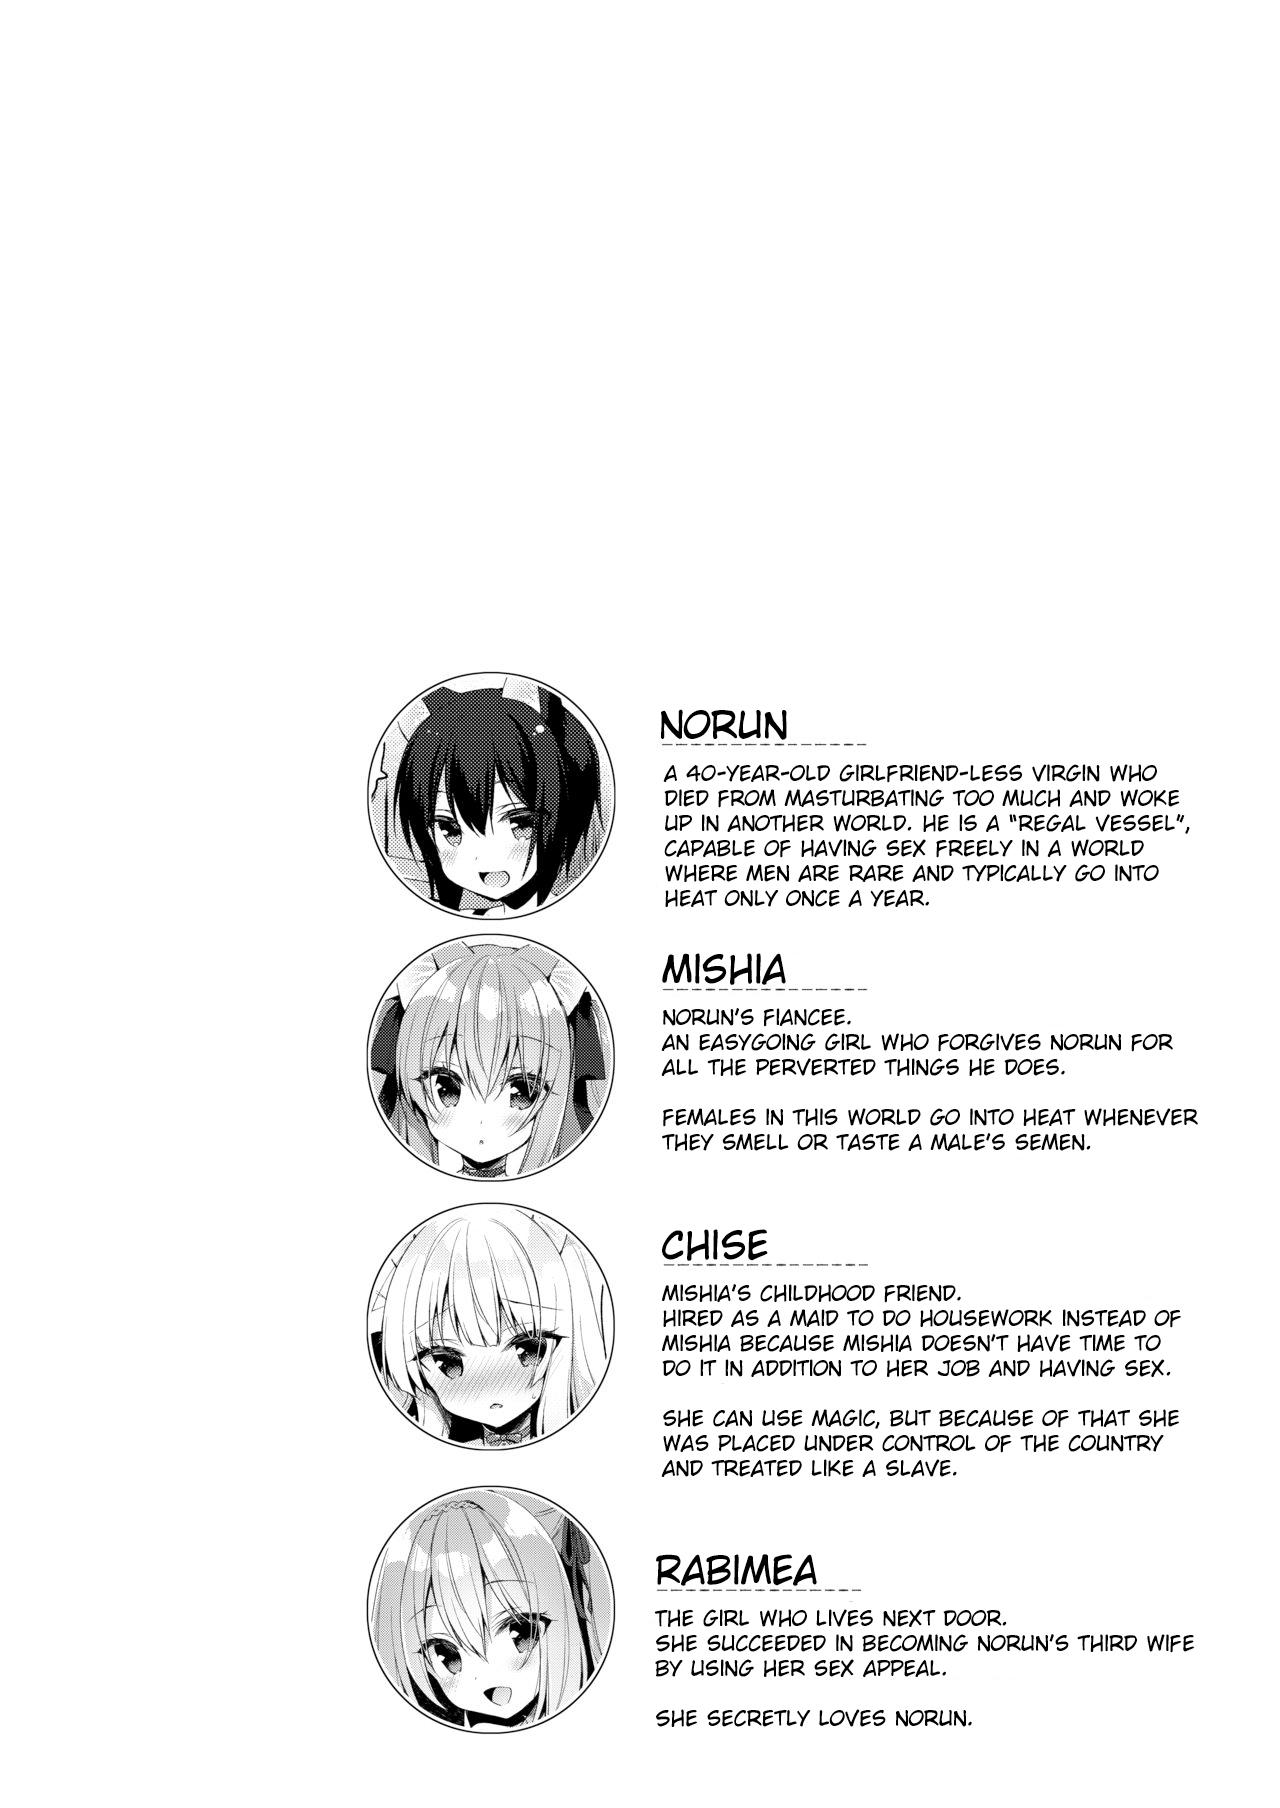 NORUN
A 40-YEAR-OLD GIRLFRIEND-LESS VIRGIN WHO
DIED FROM MASTURBATING TOO MUCH AND WOKE
UP IN ANOTHER WORLD. HE IS A "REGAL VESSEL",
CAPABLE OF HAVING SEX FREELY IN A WORLD
WHERE MEN ARE RARE AND TYPICALLY GO INTO
HEAT ONLY ONCE A YEAR.
MISHIA
NORUN'S FIANCEE.
AN EASYGOING GIRL WHO FORGIVES NORUN FOR
ALL THE PERVERTED THINGS HE DOES.
FEMALES IN THIS WORLD GO INTO HEAT WHENEVER
THEY SMELL OR TASTE A MALE'S SEMEN.
CHISE
MISHIA'S CHILDHOOD FRIEND.
HIRED AS A MAID TO DO HOUSEWORK INSTEAD OF
MISHIA BECAUSE MISHIA DOESN'T HAVE TIME TO
DO IT IN ADDITION TO HER JOB AND HAVING SEX.
SHE CAN USE MAGIC, BUT BECAUSE OF THAT SHE
WAS PLACED UNDER CONTROL OF THE COUNTRY
AND TREATED LIKE A SLAVE.
RABIMEA
THE GIRL WHO LIVES NEXT DOOR.
SHE SUCCEEDED IN BECOMING NORUN'S THIRD WIFE
BY USING HER SEX APPEAL.
SHE SECRETLY LOVES NORUN.